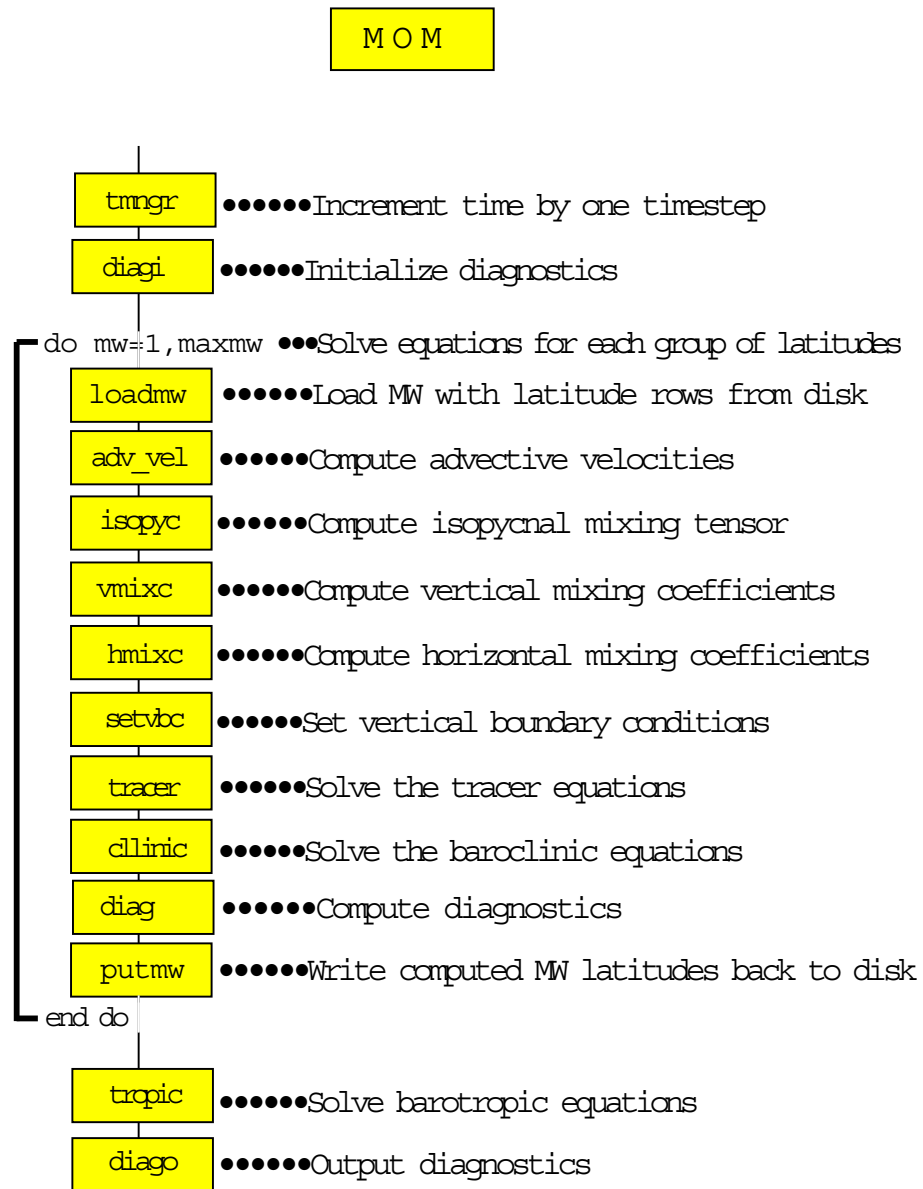 MOM
tmngr ••••••Increment time by one timestep
diagi ••••••Initialize diagnostics
do mw=1,maxmw •••Solve equations for each group of latitudes
loadmw ••••••Load MW with latitude rows from disk
adv_vel ••••••Compute advective velocities
isopyc ••••••Compute isopycnal mixing tensor
vmixc ••••••Compute vertical mixing coefficients
hmixc ••••••Compute horizontal mixing coefficients
setvbc ••••••Set vertical boundary conditions
tracer ••••••Solve the tracer equations
cllinic ••••••Solve the baroclinic equations
diag ••••••Compute diagnostics
putmw ••••••Write computed MW latitudes back to disk
end do
tropic ••••••Solve barotropic equations
diago ••••••Output diagnostics